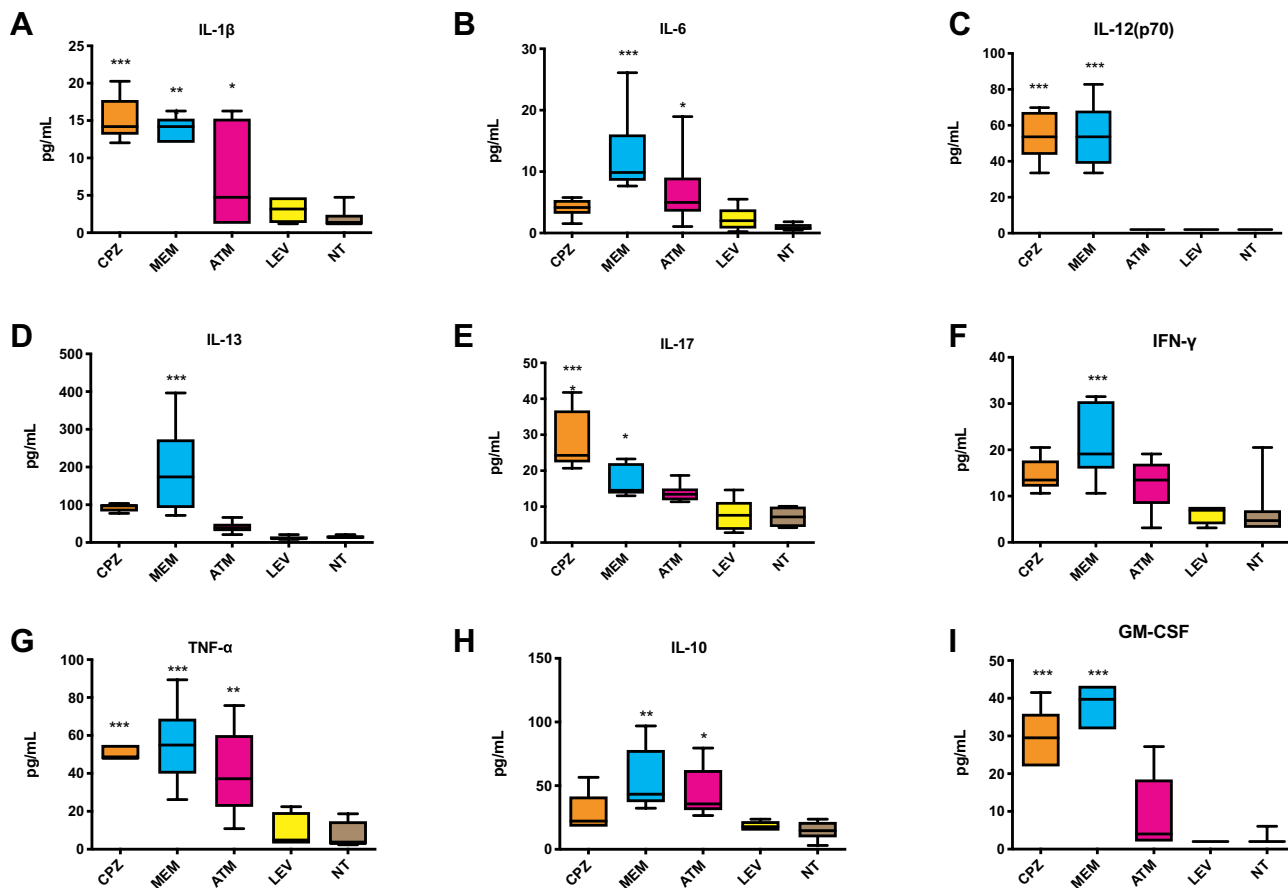 A
IL-1β
pg/mL
25
20
15
10
5
0
***
**
*
CPZ
MEM
ATM
LEV
NT
B
IL-6
pg/mL
30
20
10
0
***
*
CPZ
MEM
ATM
LEV
NT
C
IL-12(p70)
pg/mL
100
80
60
40
20
0
***
***
CPZ
MEM
ATM
LEV
NT
D
IL-13
pg/mL
500
400
300
200
100
0
***
CPZ
MEM
ATM
LEV
NT
E
IL-17
pg/mL
50
40
30
20
10
0
***
*
*
CPZ
MEM
ATM
LEV
NT
F
IFN-γ
pg/mL
40
30
20
10
0
***
CPZ
MEM
ATM
LEV
NT
G
TNF-α
pg/mL
100
80
60
40
20
0
***
***
**
CPZ
MEM
ATM
LEV
NT
H
IL-10
pg/mL
150
100
50
0
**
*
CPZ
MEM
ATM
LEV
NT
I
GM-CSF
pg/mL
50
40
30
20
10
0
***
***
CPZ
MEM
ATM
LEV
NT